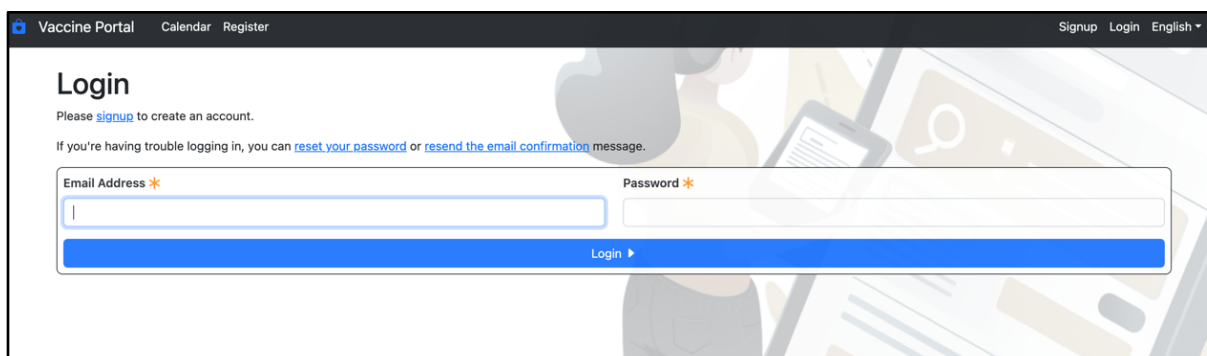 Vaccine Portal Calendar Register Signup Login English
Login
Please signup to create an account.
If you're having trouble logging in, you can reset your password or resend the email confirmation message.
Email Address Password
Login